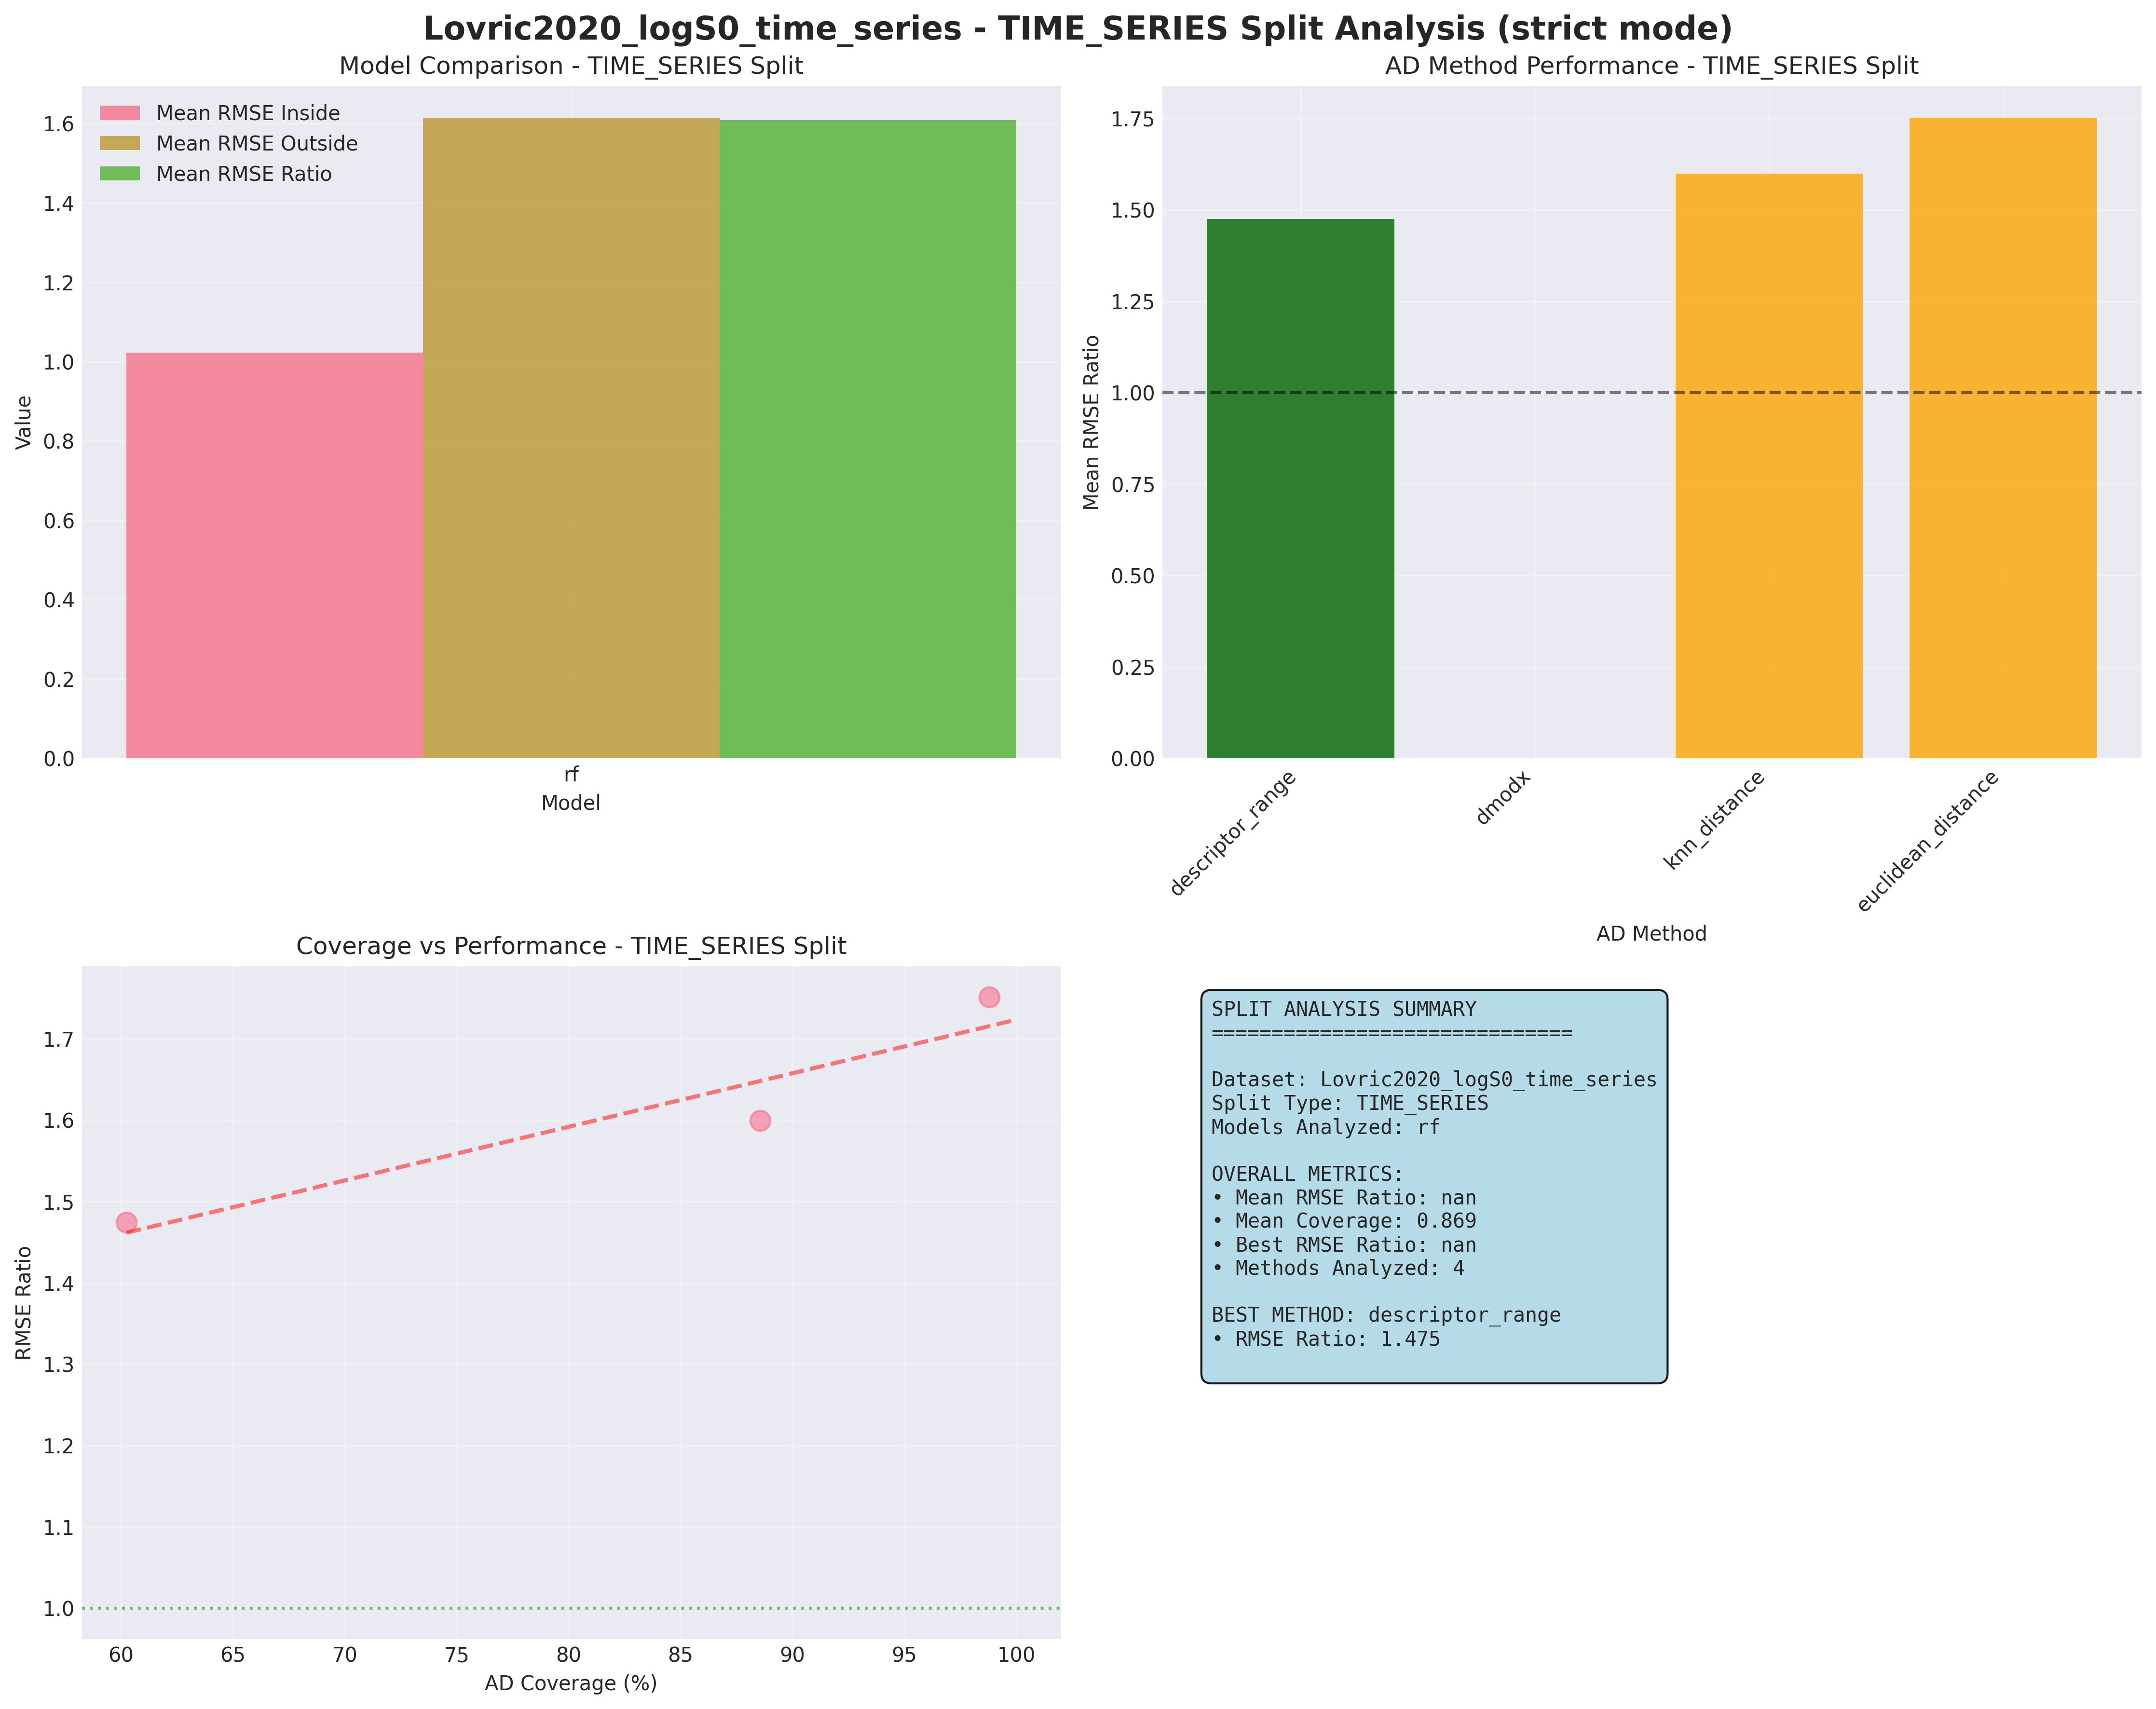 Lovric2020_logS0_time_series - TIME_SERIES Split Analysis (strict mode)
Model Comparison - TIME_SERIES Split
Mean RMSE Inside
Mean RMSE Outside
Mean RMSE Ratio
Value
1.6
1.4
1.2
1.0
0.8
0.6
0.4
0.2
0.0
rf
Model
AD Method Performance - TIME_SERIES Split
Mean RMSE Ratio
1.75
1.50
1.25
1.00
0.75
0.50
0.25
0.00
descriptor_range
dmodx
knn_distance
euclidean_distance
AD Method
Coverage vs Performance - TIME_SERIES Split
RMSE Ratio
1.7
1.6
1.5
1.4
1.3
1.2
1.1
1.0
60 65 70 75 80 85 90 95 100
AD Coverage (%)
SPLIT ANALYSIS SUMMARY
==============================
Dataset: Lovric2020_logS0_time_series
Split Type: TIME_SERIES
Models Analyzed: rf
OVERALL METRICS:
• Mean RMSE Ratio: nan
• Mean Coverage: 0.869
• Best RMSE Ratio: nan
• Methods Analyzed: 4
BEST METHOD: descriptor_range
• RMSE Ratio: 1.475